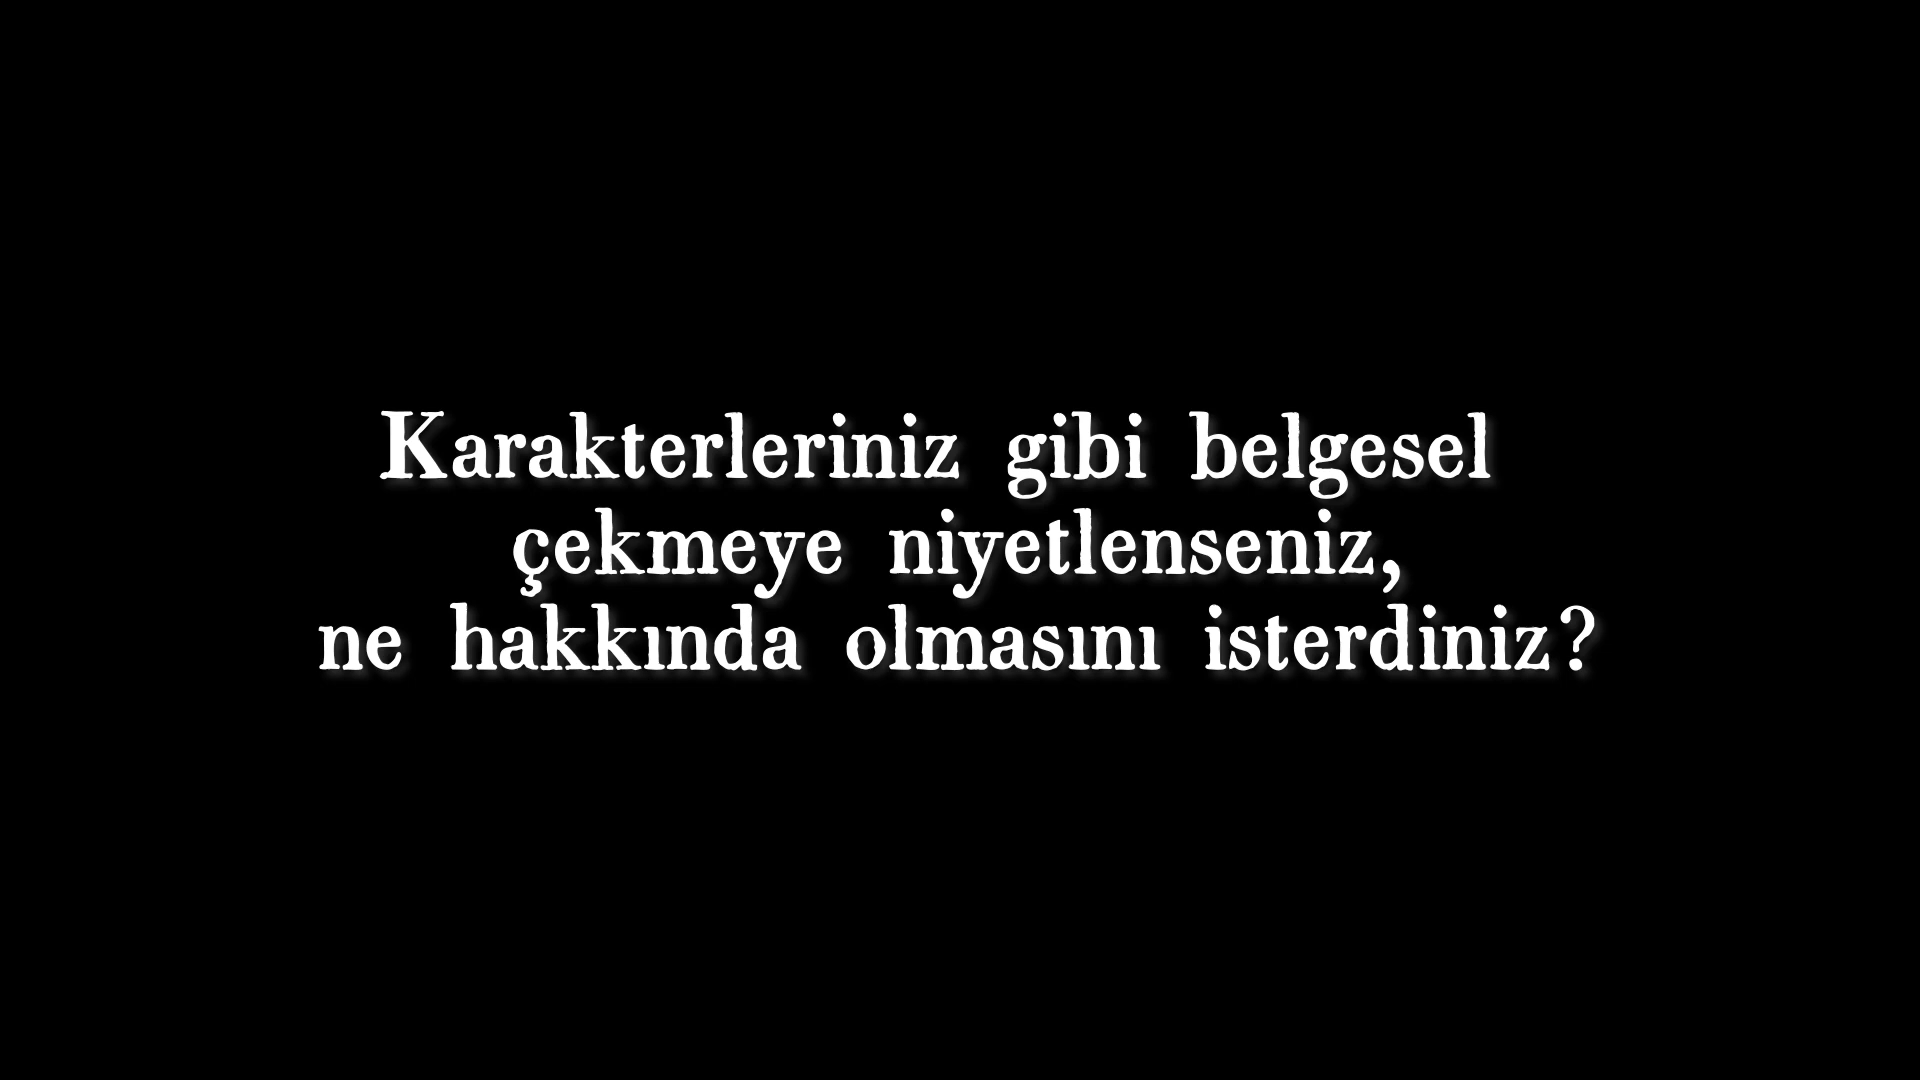 Karakterleriniz gibi belgesel
çekmeye niyetlenseniz,
ne hakkında olmasını isterdiniz?